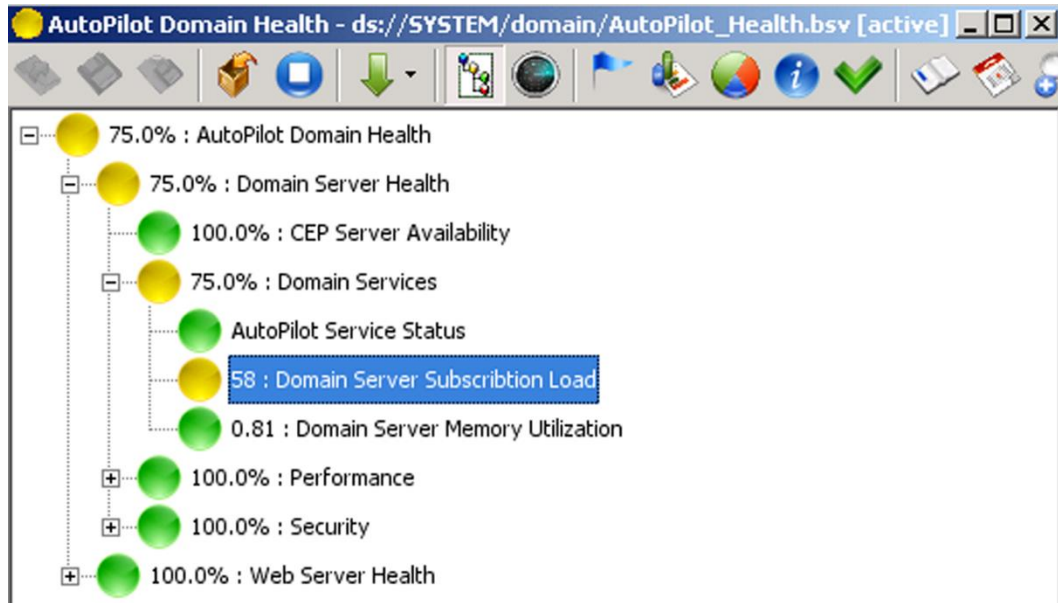 AutoPilot Domain Health - ds://SYSTEM/domain/AutoPilot_Health.bsv [active]
75.0% : AutoPilot Domain Health
75.0% : Domain Server Health
100.0% : CEP Server Availability
75.0% : Domain Services
AutoPilot Service Status
58 : Domain Server Subscribtion Load
0.81 : Domain Server Memory Utilization
100.0% : Performance
100.0% : Security
100.0% : Web Server Health